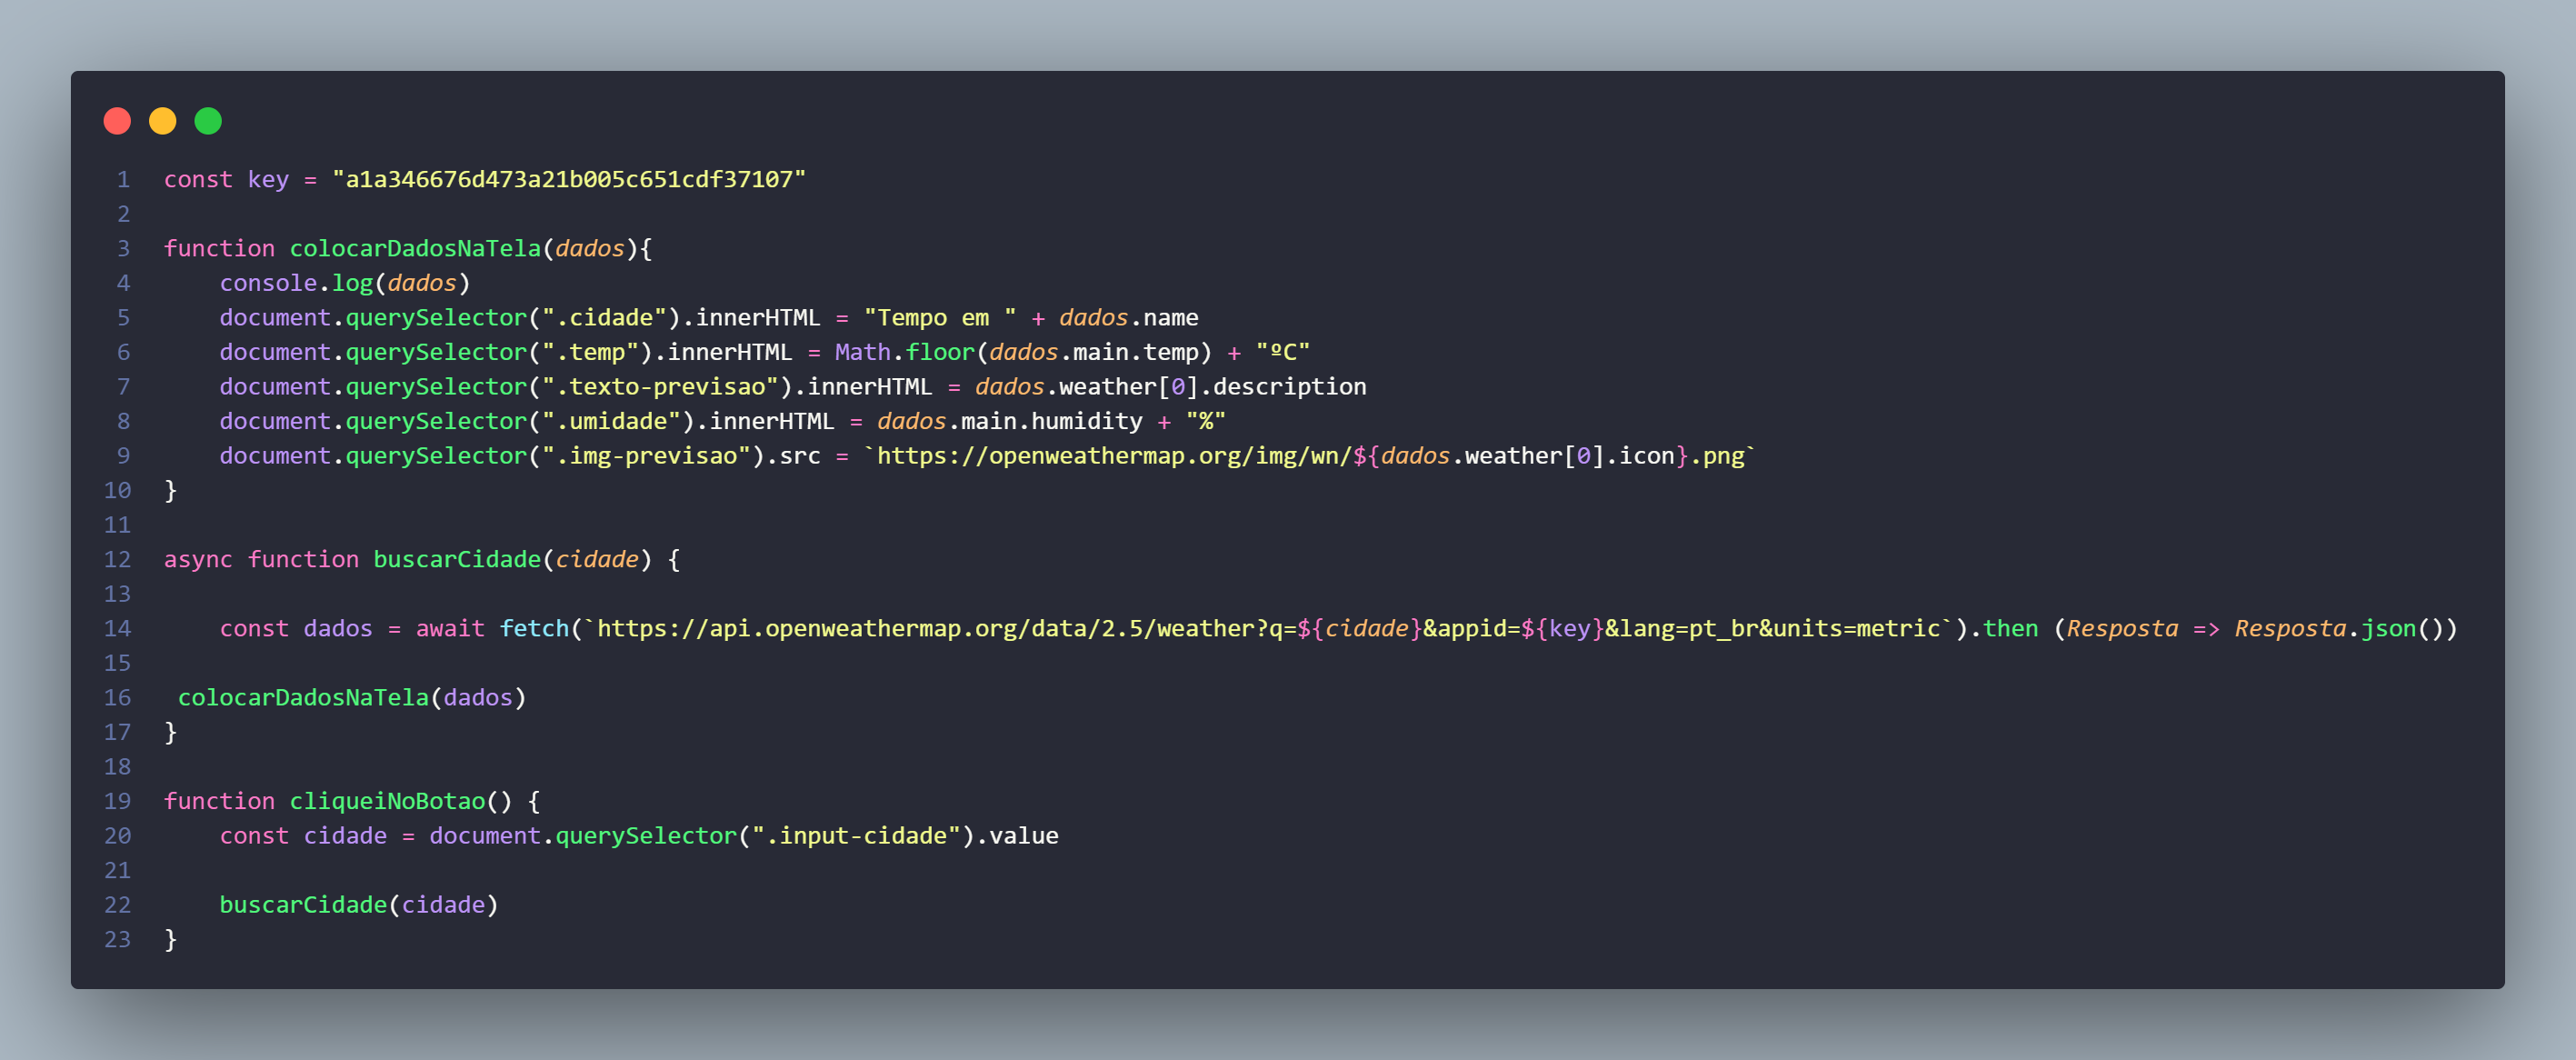 1 const key = "a1a346676d473a21b005c651cdf37107"
2
3 function colocarDadosNaTela(dados){
4     console.log(dados)
5     document.querySelector(".cidade").innerHTML = "Tempo em " + dados.name
6     document.querySelector(".temp").innerHTML = Math.floor(dados.main.temp) + "ºC"
7     document.querySelector(".texto-previsao").innerHTML = dados.weather[0].description
8     document.querySelector(".umidade").innerHTML = dados.main.humidity + "%"
9     document.querySelector(".img-previsao").src = `https://openweathermap.org/img/wn/${dados.weather[0].icon}.png`
10 }
11
12 async function buscarCidade(cidade) {
13
14     const dados = await fetch(`https://api.openweathermap.org/data/2.5/weather?q=${cidade}&appid=${key}&lang=pt_br&units=metric`).then (Resposta => Resposta.json())
15
16  colocarDadosNaTela(dados)
17 }
18
19 function cliqueiNoBotao() {
20     const cidade = document.querySelector(".input-cidade").value
21
22     buscarCidade(cidade)
23 }